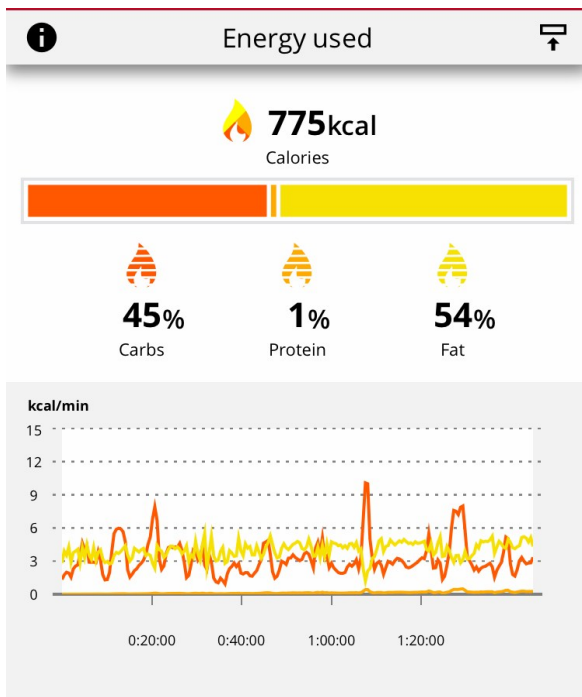 Energy used
775kcal
Calories
45% 1% 54%
Carbs Protein Fat
kcal/min
15
12
9
6
3
0
0:20:00 0:40:00 1:00:00 1:20:00